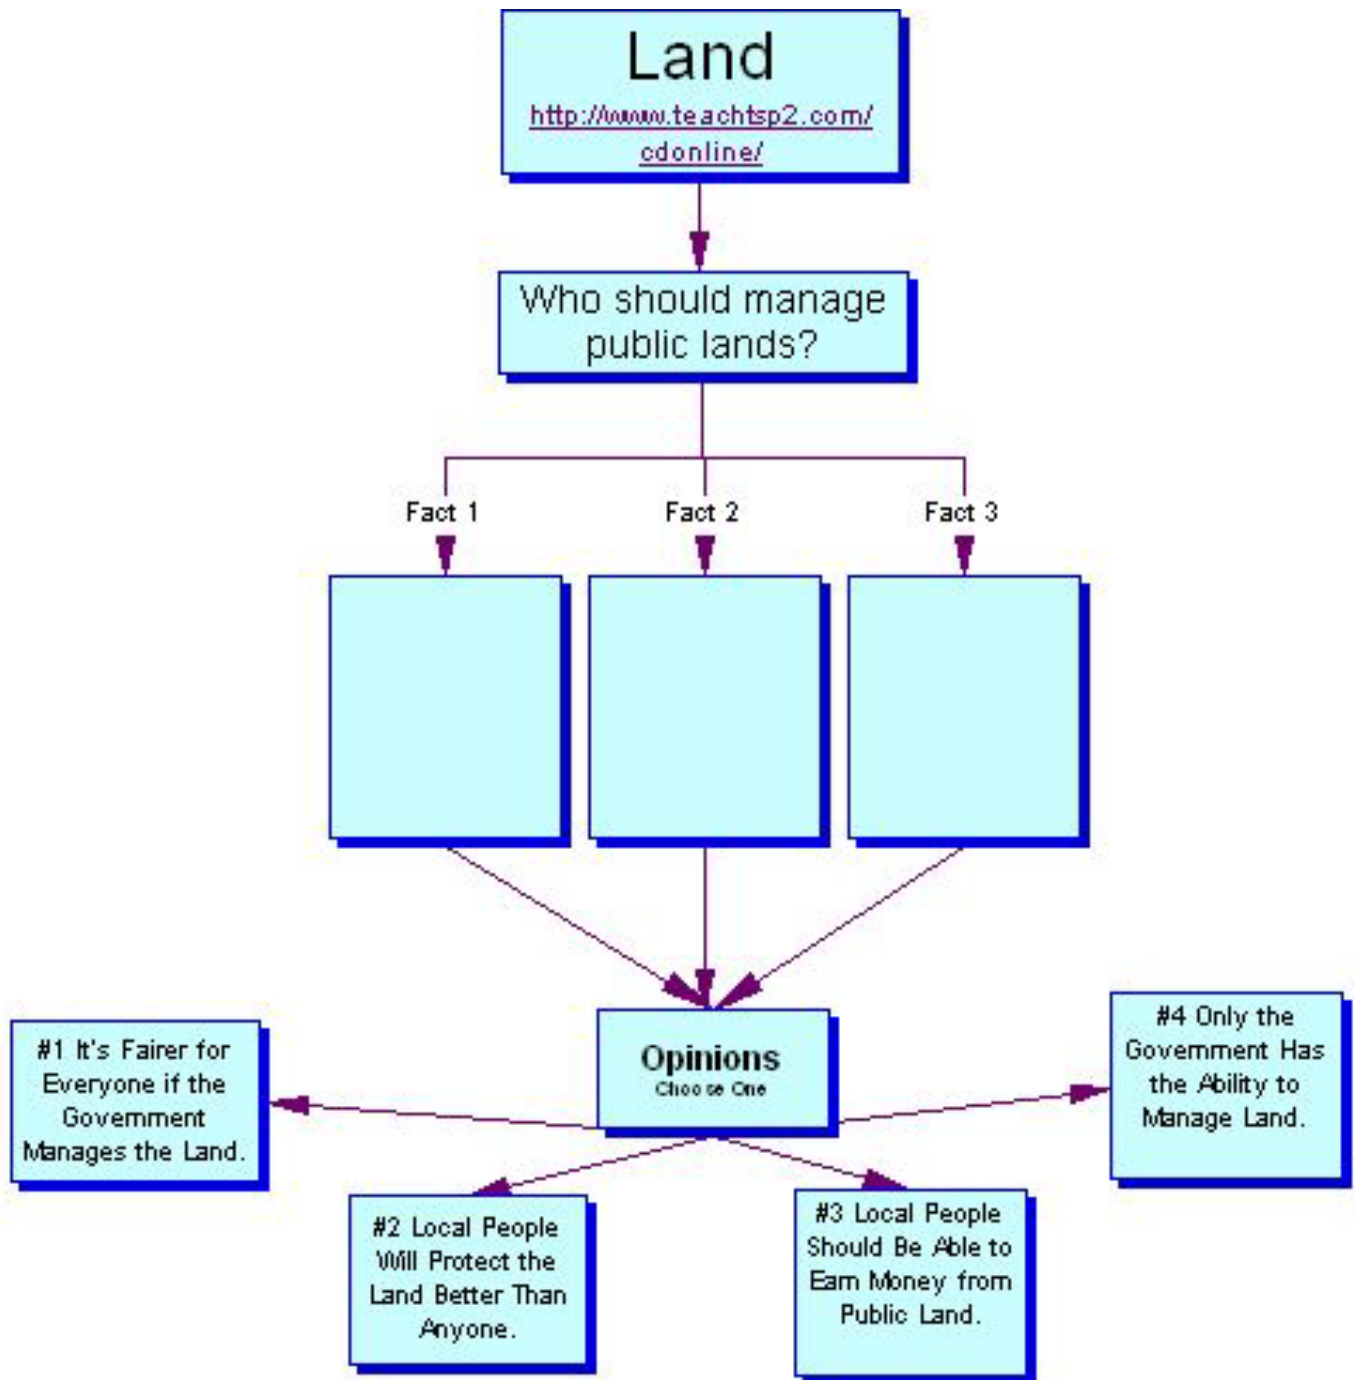 Land
http://www.teachtsp2.com/
cdonline/
Who should manage
public lands?
Fact 1
Fact 2
Fact 3
Opinions
Choose One
#1 It's Fairer for
Everyone if the
Government
Manages the Land.
#2 Local People
Will Protect the
Land Better Than
Anyone.
#3 Local People
Should Be Able to
Earn Money from
Public Land.
#4 Only the
Government Has
the Ability to
Manage Land.